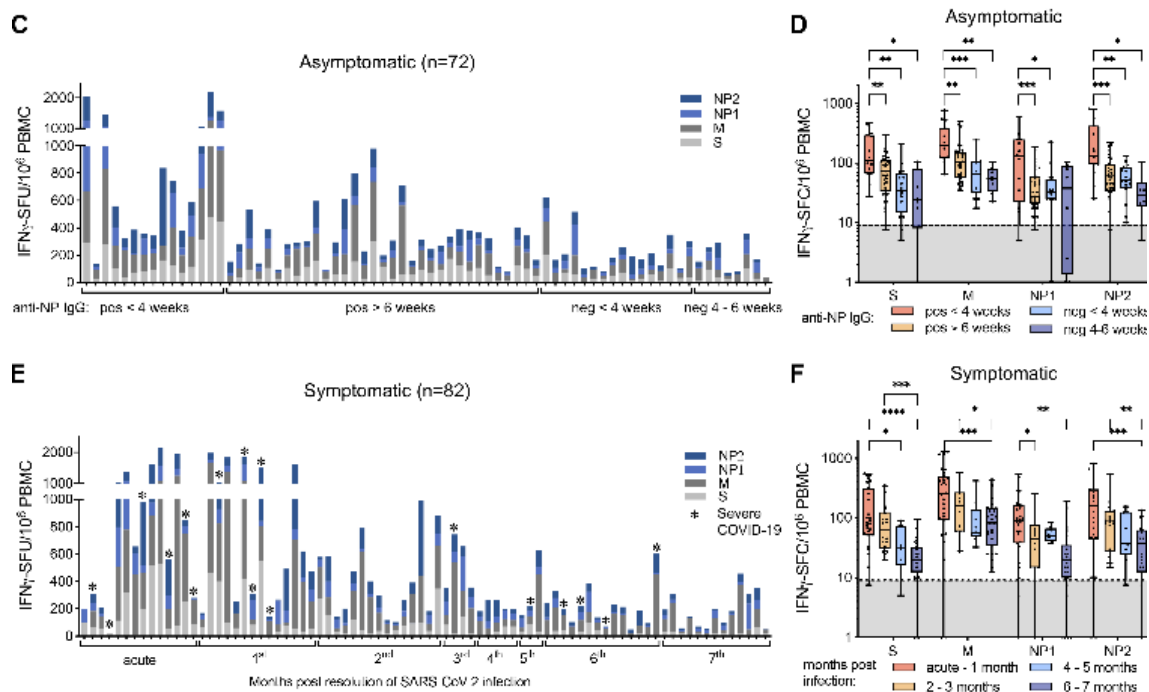 C
Asymptomatic (n=72)
IFNγ-SFU/10⁶ PBMC
2000
1000
800
600
400
200
0
NP2
NP1
M
S
anti-NP IgG:
pos < 4 weeks
pos > 6 weeks
neg < 4 weeks
neg 4 - 6 weeks
D
Asymptomatic
IFNγ-SFC/10⁶ PBMC
1000
100
10
1
* ** **
** *** **
* ***
* ** ***
S M NP1 NP2
anti-NP IgG:
pos < 4 weeks
neg < 4 weeks
pos > 6 weeks
neg 4-6 weeks
E
Symptomatic (n=82)
IFNγ-SFU/10⁶ PBMC
2000
1000
800
600
400
200
0
NP2
NP1
M
S
* Severe
COVID-19
acute
1st
2nd
3rd
4th
5th
6th
7th
Months post resolution of SARS CoV 2 infection
F
Symptomatic
IFNγ-SFC/10⁶ PBMC
1000
100
10
1
*** **** *
* ***
** *
** ***
S M NP1 NP2
months post
infection:
acute - 1 month
4 - 5 months
2 - 3 months
6 - 7 months